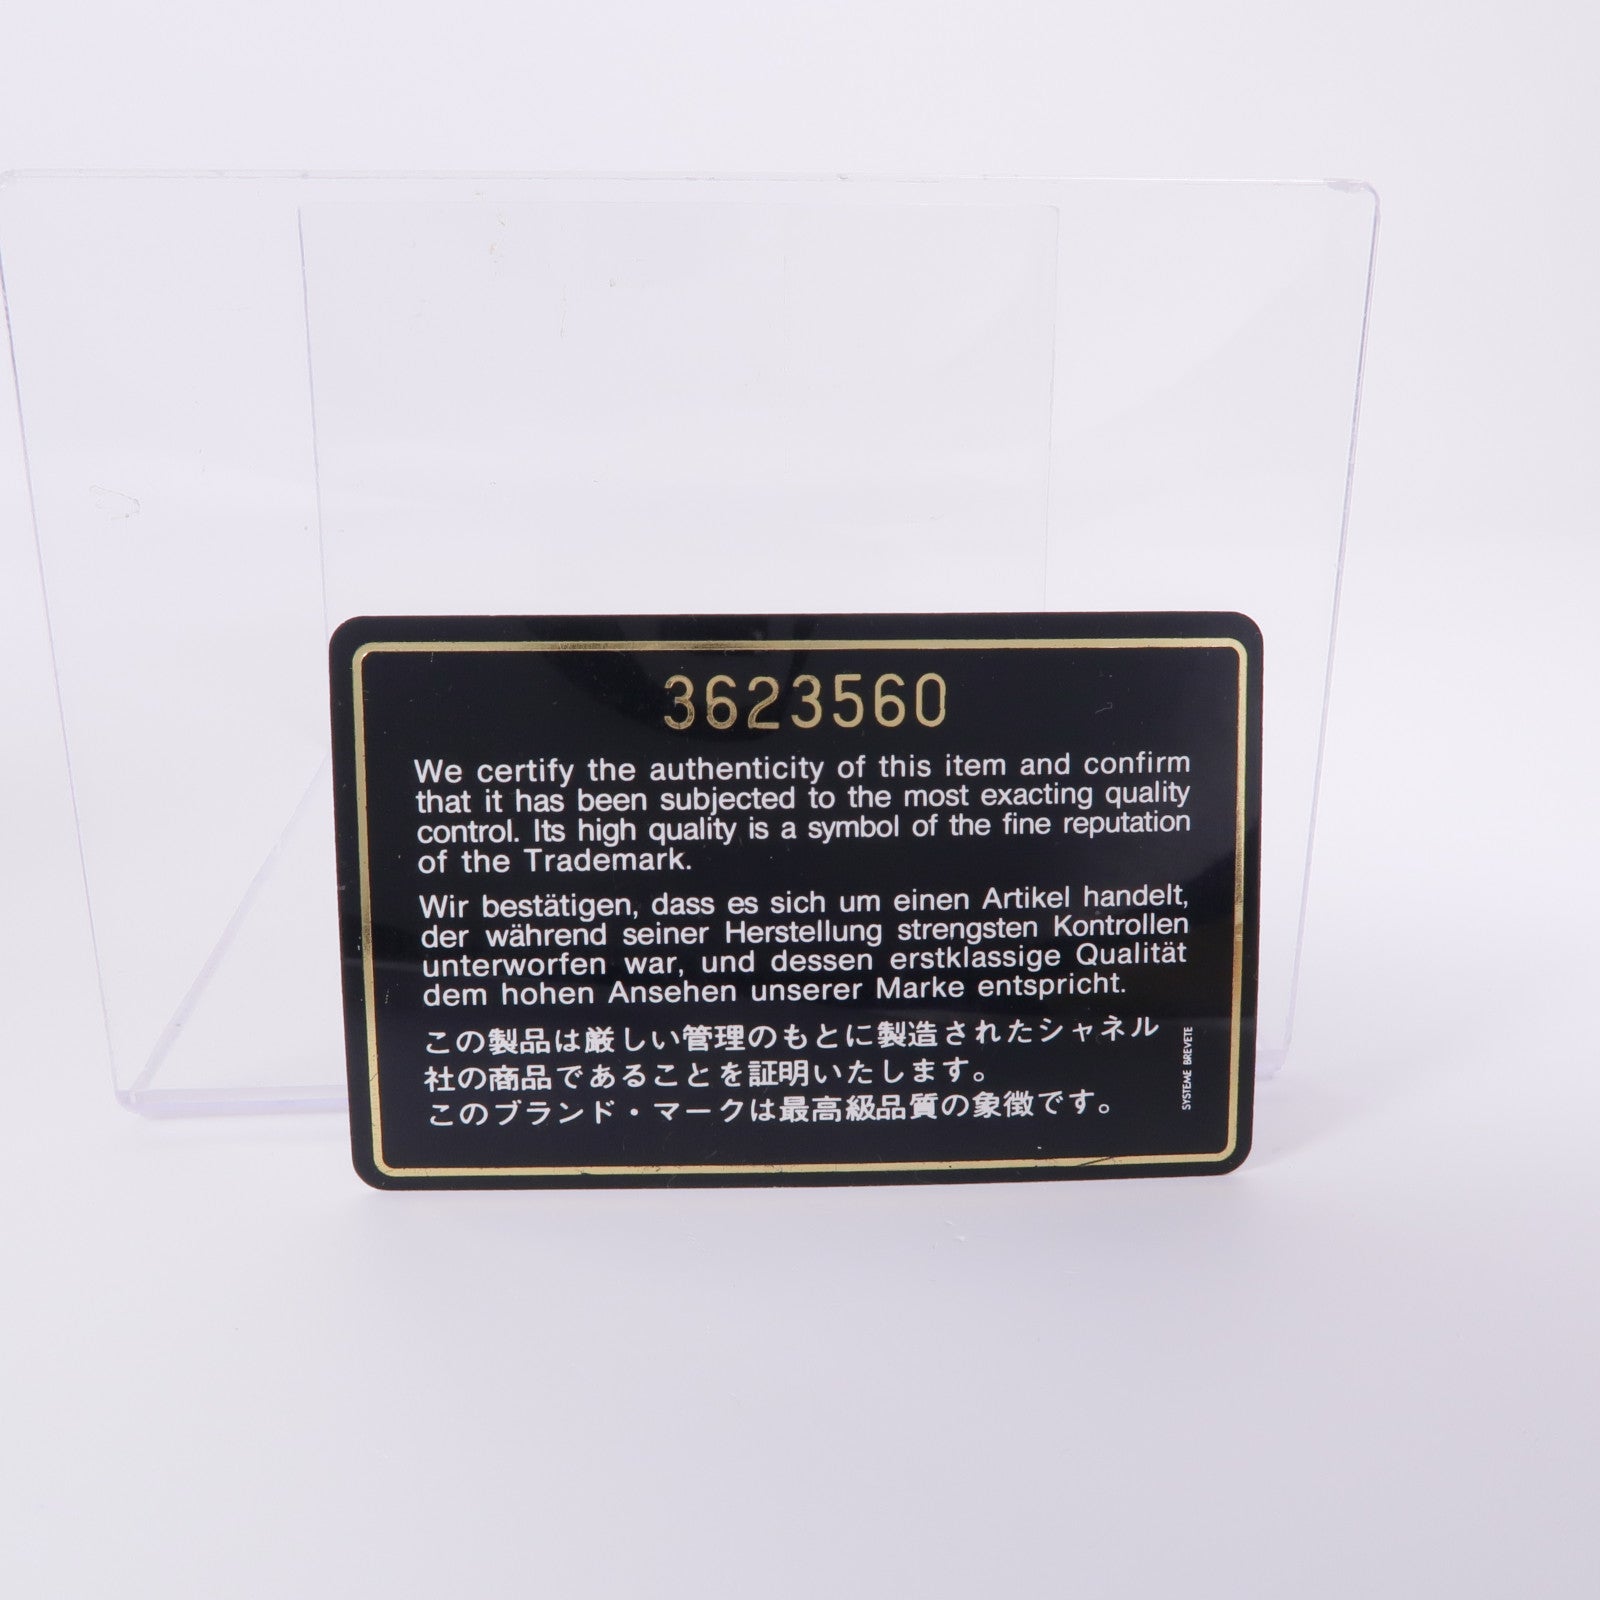 3623560
We certify the authenticity of this item and confirm
that it has been subjected to the most exacting quality
control. Its high quality is a symbol of the fine reputation
of the Trademark.
Wir bestätigen, dass es sich um einen Artikel handelt,
der während seiner Herstellung strengsten Kontrollen
unterworfen war, und dessen erstklassige Qualität
dem hohen Ansehen unserer Marke entspricht.
この製品は厳しい管理のもとに製造されたシャネル
社の商品であることを証明いたします。
このブランド・マークは最高級品質の象徴です。
SYSTEME BREVETE